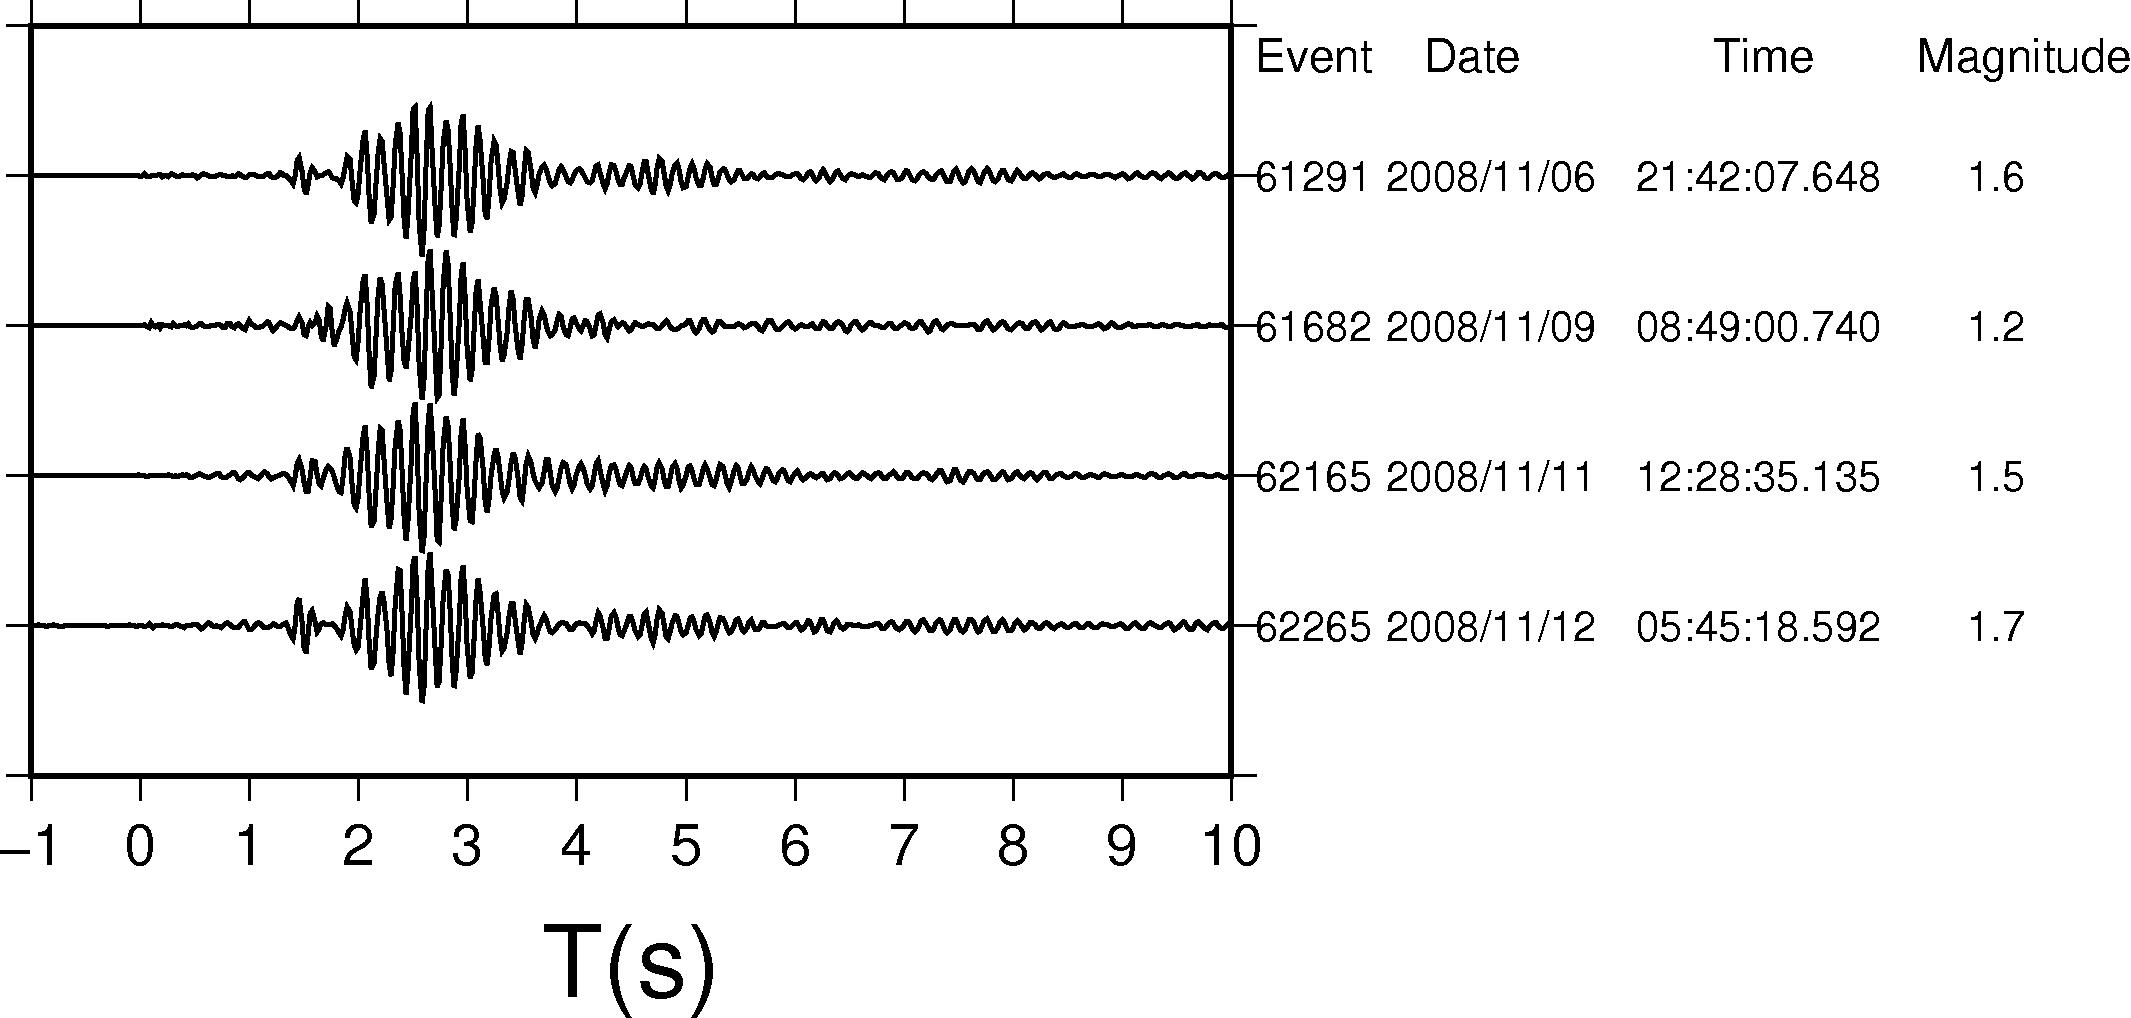 Event Date Time Magnitude
61291 2008/11/06 21:42:07.648 1.6
61682 2008/11/09 08:49:00.740 1.2
62165 2008/11/11 12:28:35.135 1.5
62265 2008/11/12 05:45:18.592 1.7
−1 0 1 2 3 4 5 6 7 8 9 10
T(s)